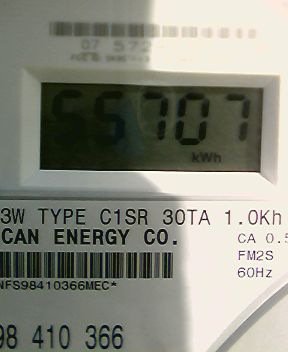 07 572
55707
kWh
3W TYPE C1SR 30TA 1.0Kh
CAN ENERGY CO.
CA 0.5
FM2S
60Hz
NFS98410366MEC*
98 410 366